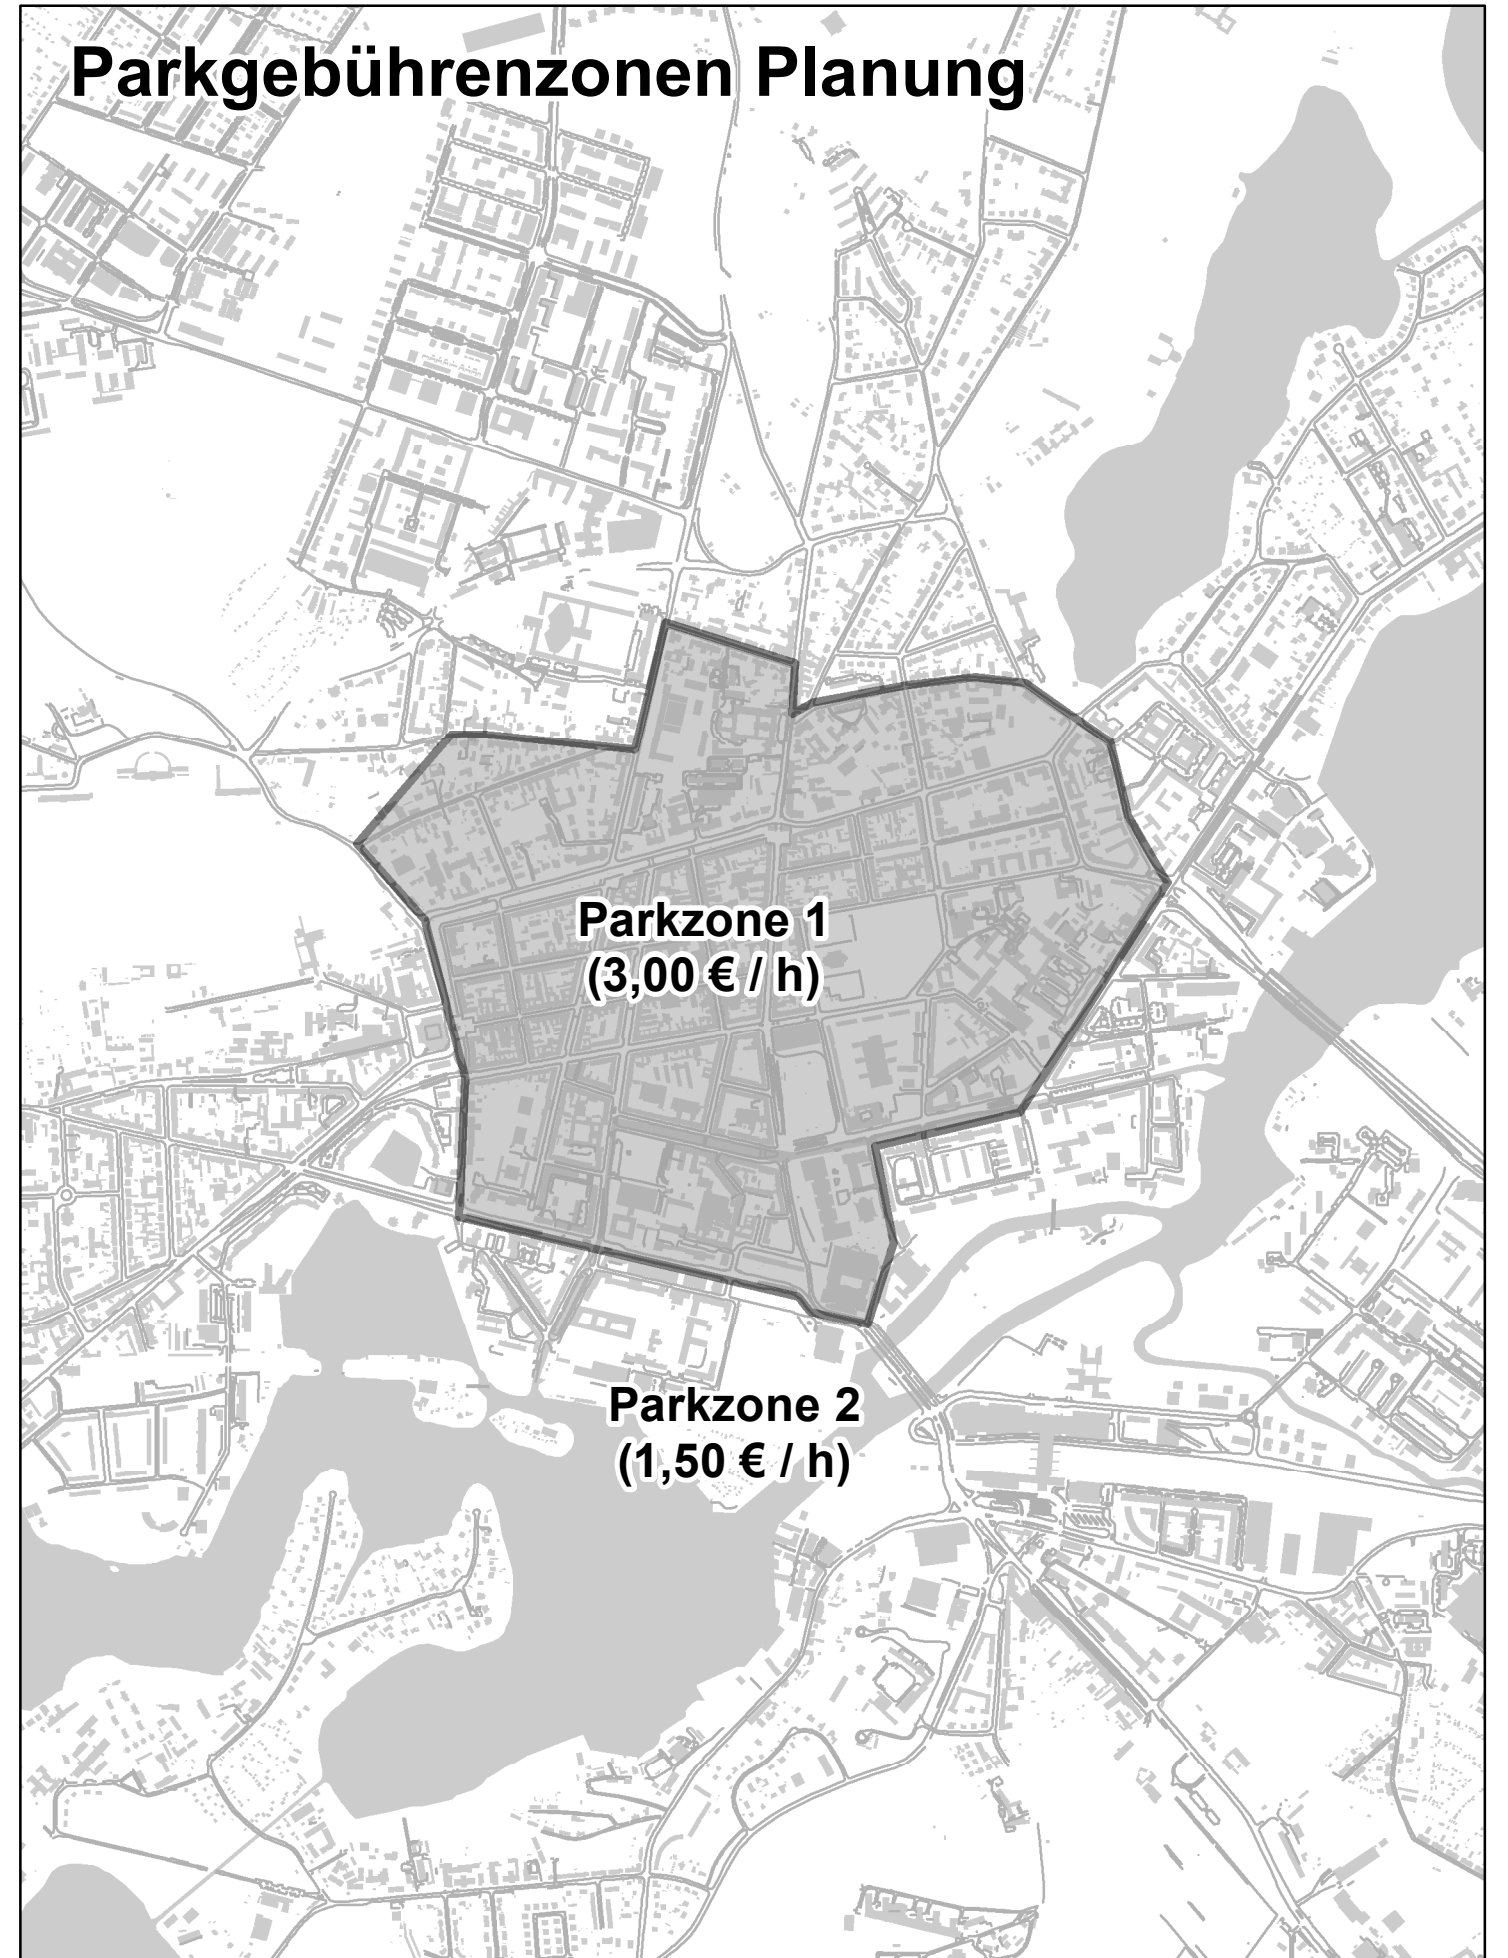 Parkgebührenzonen Planung
Parkzone 1
(3,00 € / h)
Parkzone 2
(1,50 € / h)